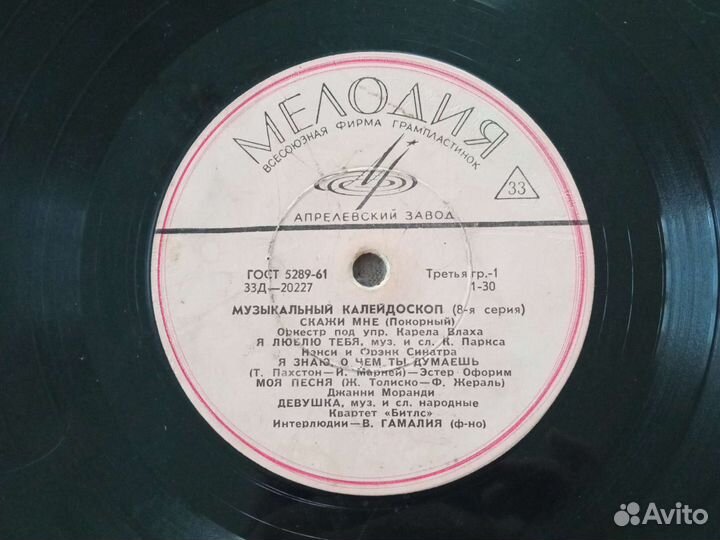 МЕЛОДИЯ
ВСЕСОЮЗНАЯ ФИРМА ГРАМПЛАСТИНОК
33
АПРЕЛЕВСКИЙ ЗАВОД
ГОСТ 5289-61 Третья гр.-1
33Д—20227 1-30
МУЗЫКАЛЬНЫЙ КАЛЕЙДОСКОП (8-я серия)
СКАЖИ МНЕ (Покорный)
Оркестр под упр. Карела Влаха
Я ЛЮБЛЮ ТЕБЯ, муз. и сл. К. Паркса
Нэнси и Фрэнк Синатра
Я ЗНАЮ, О ЧЕМ ТЫ ДУМАЕШЬ
(Т. Пахстон—Й. Марней)—Эстер Офорим
МОЯ ПЕСНЯ (Ж. Толиско—Ф. Жераль)
Джанни Моранди
ДЕВУШКА, муз. и сл. народные
Квартет «Битлс»
Интерлюдии—В. ГАМАЛИЯ (ф-но)
Avito